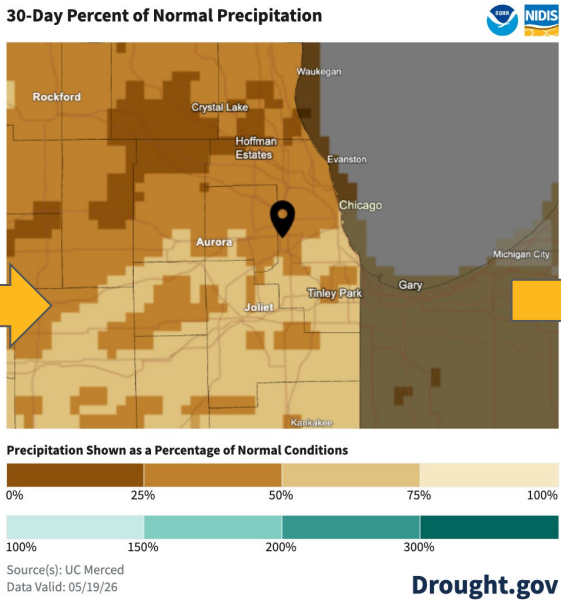 30-Day Percent of Normal Precipitation
NOAA
NIDIS
Waukegan
Rockford
Crystal Lake
Hoffman
Estates
Evanston
Chicago
Aurora
Michigan City
Gary
Tinley Park
Joliet
Kankakee
Precipitation Shown as a Percentage of Normal Conditions
0% 25% 50% 75% 100%
100% 150% 200% 300%
Source(s): UC Merced
Data Valid: 05/19/26
Drought.gov